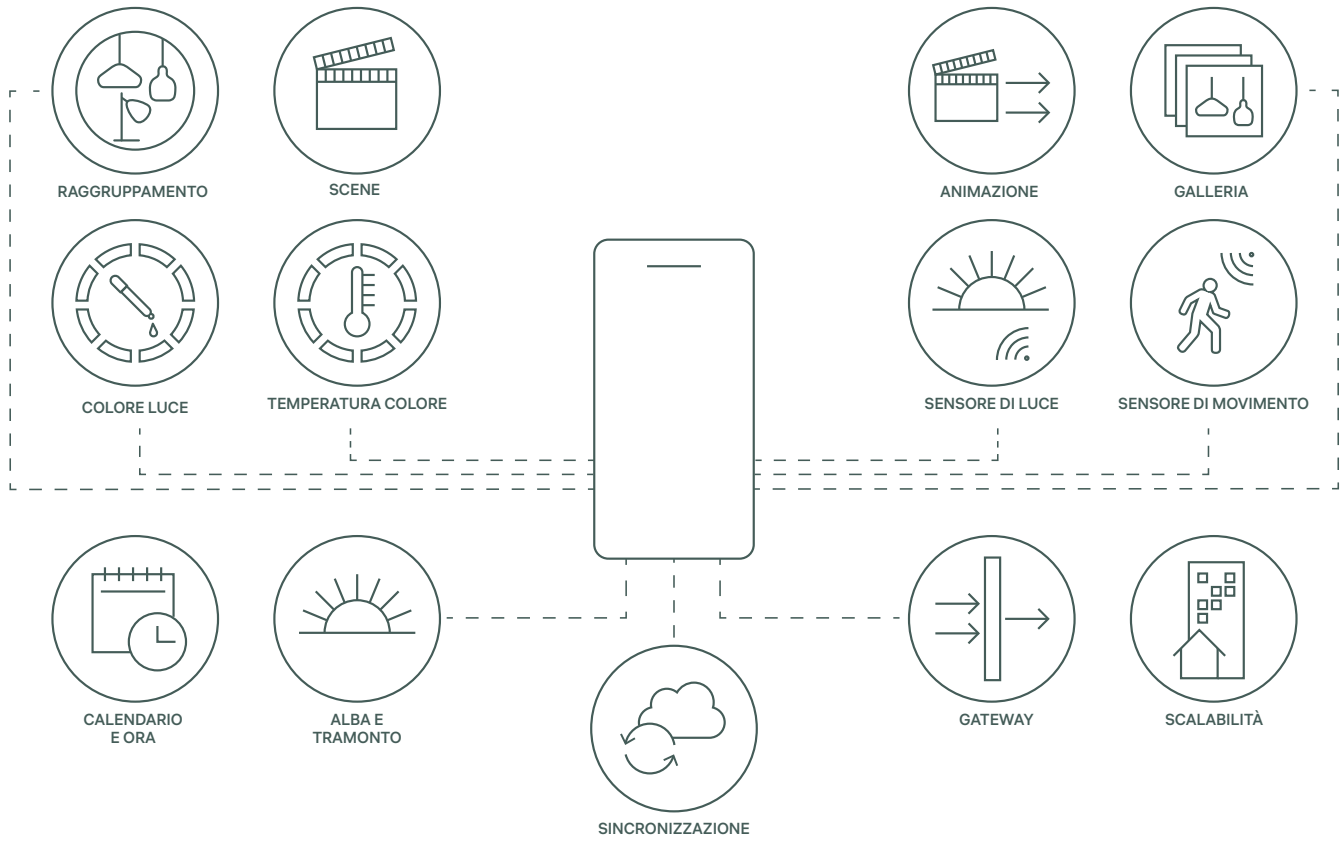 RAGGRUPPAMENTO
SCENE
ANIMAZIONE
GALLERIA
COLORE LUCE
TEMPERATURA COLORE
SENSORE DI LUCE
SENSORE DI MOVIMENTO
CALENDARIO
E ORA
ALBA E
TRAMONTO
GATEWAY
SCALABILITÀ
SINCRONIZZAZIONE